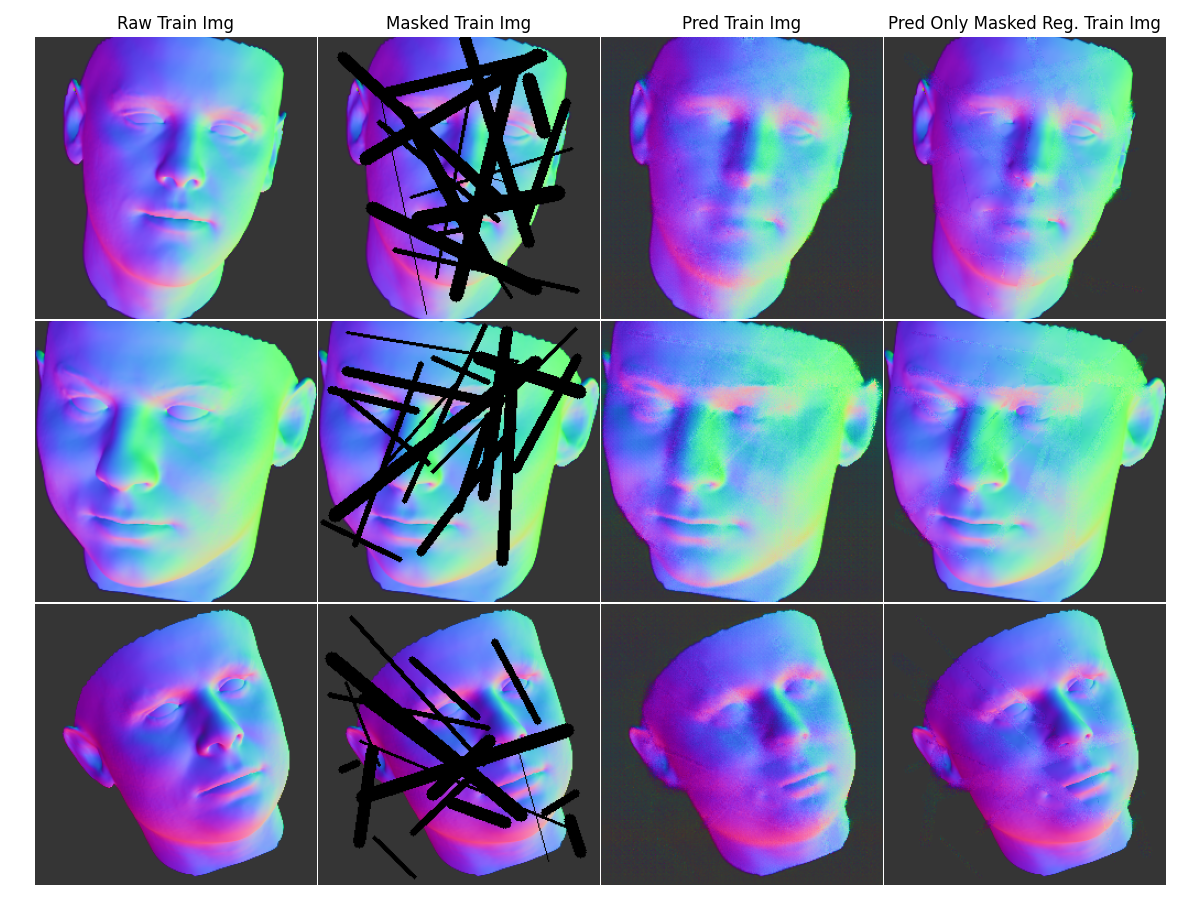 Raw Train Img
Masked Train Img
Pred Train Img
Pred Only Masked Reg. Train Img